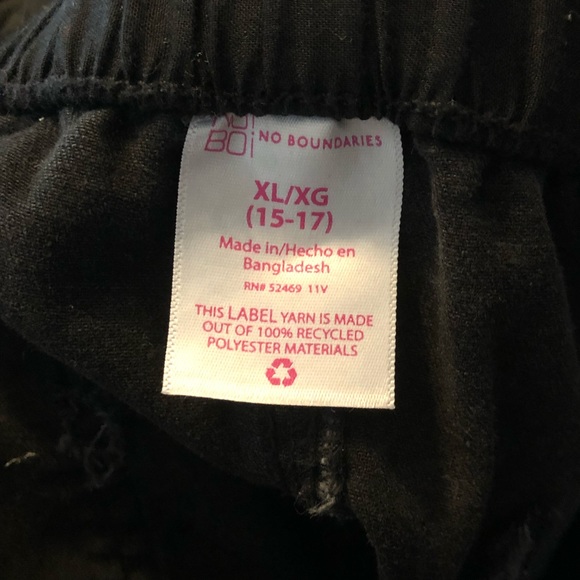 BO NO BOUNDARIES
XL/XG
(15-17)
Made in/Hecho en
Bangladesh
RN# 52469 11V
THIS LABEL YARN IS MADE
OUT OF 100% RECYCLED
POLYESTER MATERIALS